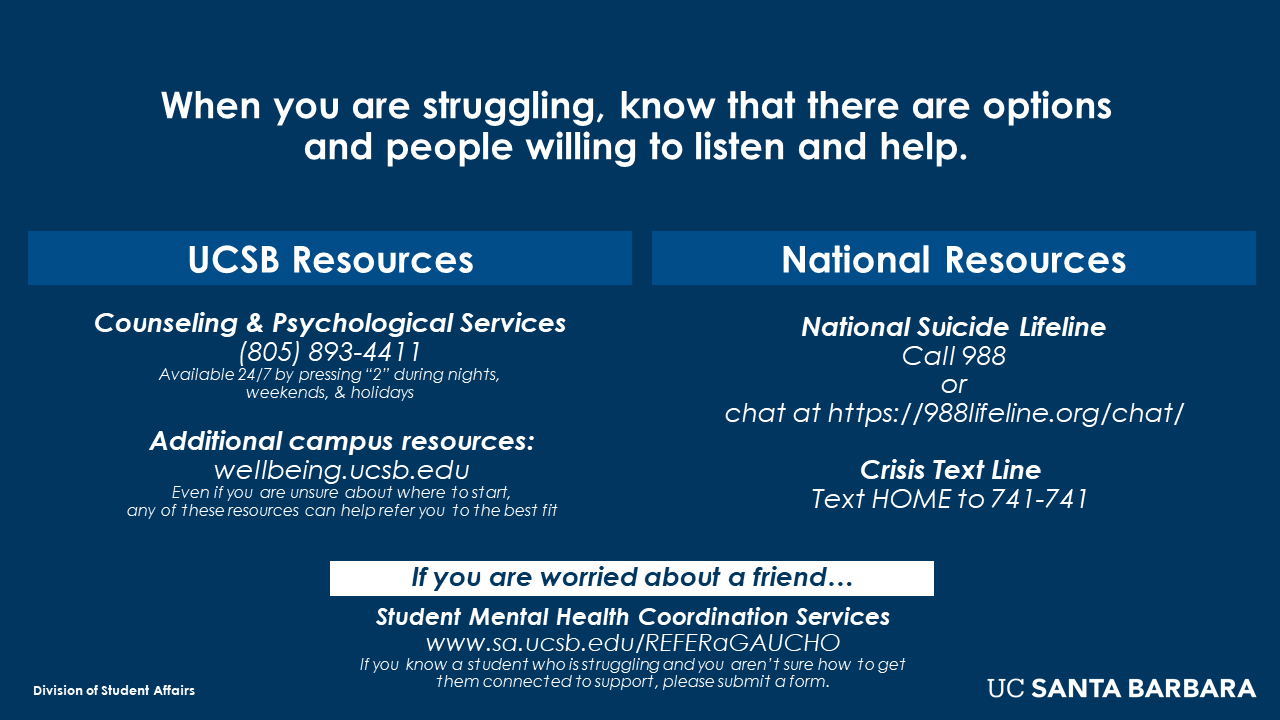 When you are struggling, know that there are options
and people willing to listen and help.
UCSB Resources
Counseling & Psychological Services
(805) 893-4411
Available 24/7 by pressing “2” during nights,
weekends, & holidays
Additional campus resources:
wellbeing.ucsb.edu
Even if you are unsure about where to start,
any of these resources can help refer you to the best fit
National Resources
National Suicide Lifeline
Call 988
or
chat at https://988lifeline.org/chat/
Crisis Text Line
Text HOME to 741-741
If you are worried about a friend…
Student Mental Health Coordination Services
www.sa.ucsb.edu/REFERaGAUCHO
If you know a student who is struggling and you aren’t sure how to get
them connected to support, please submit a form.
Division of Student Affairs
UC SANTA BARBARA